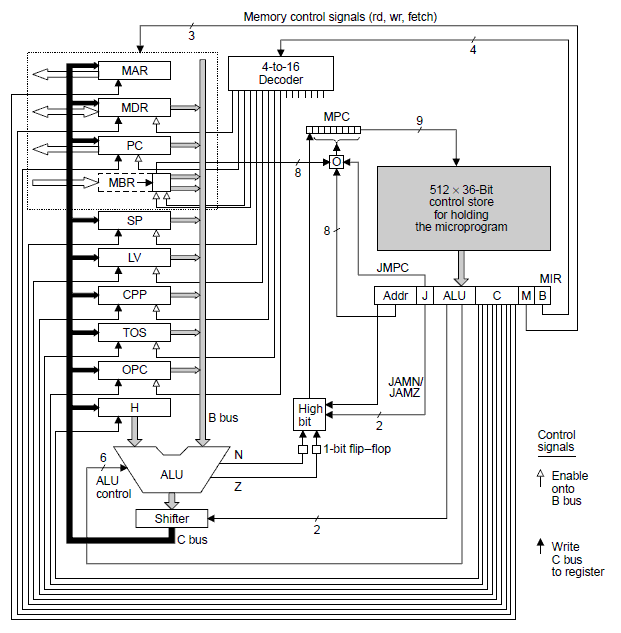 Memory control signals (rd, wr, fetch)
3
4
MAR
4-to-16
Decoder
MDR
MPC
9
PC
O
8
MBR
512 × 36-Bit
control store
for holding
the microprogram
SP
8
LV
JMPC
MIR
CPP
Addr
J
ALU
C
M
B
TOS
OPC
JAMN/
JAMZ
H
High
bit
2
B bus
Control
signals
6
N
1-bit flip–flop
ALU
ALU
control
Z
Enable
onto
B bus
Shifter
2
C bus
Write
C bus
to register